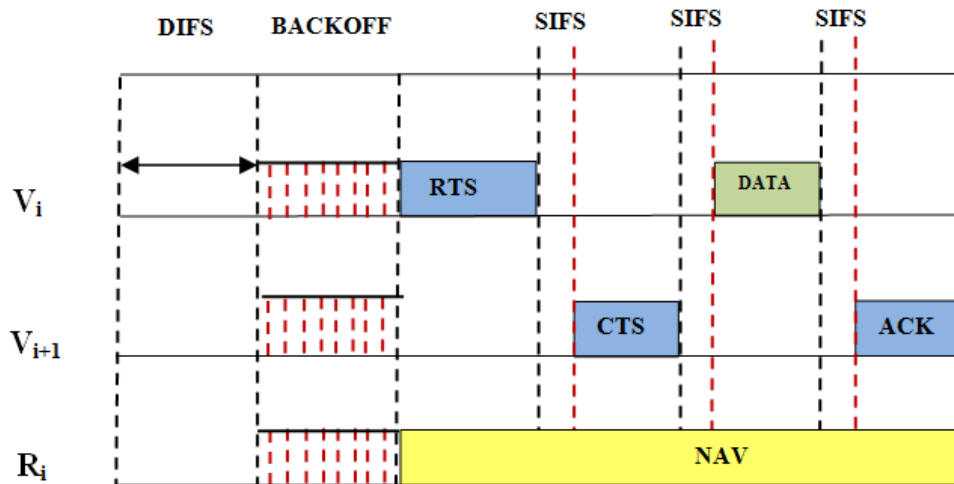 DIFS
BACKOFF
SIFS
SIFS
SIFS
Vᵢ
RTS
DATA
Vᵢ₊₁
CTS
ACK
Rᵢ
NAV